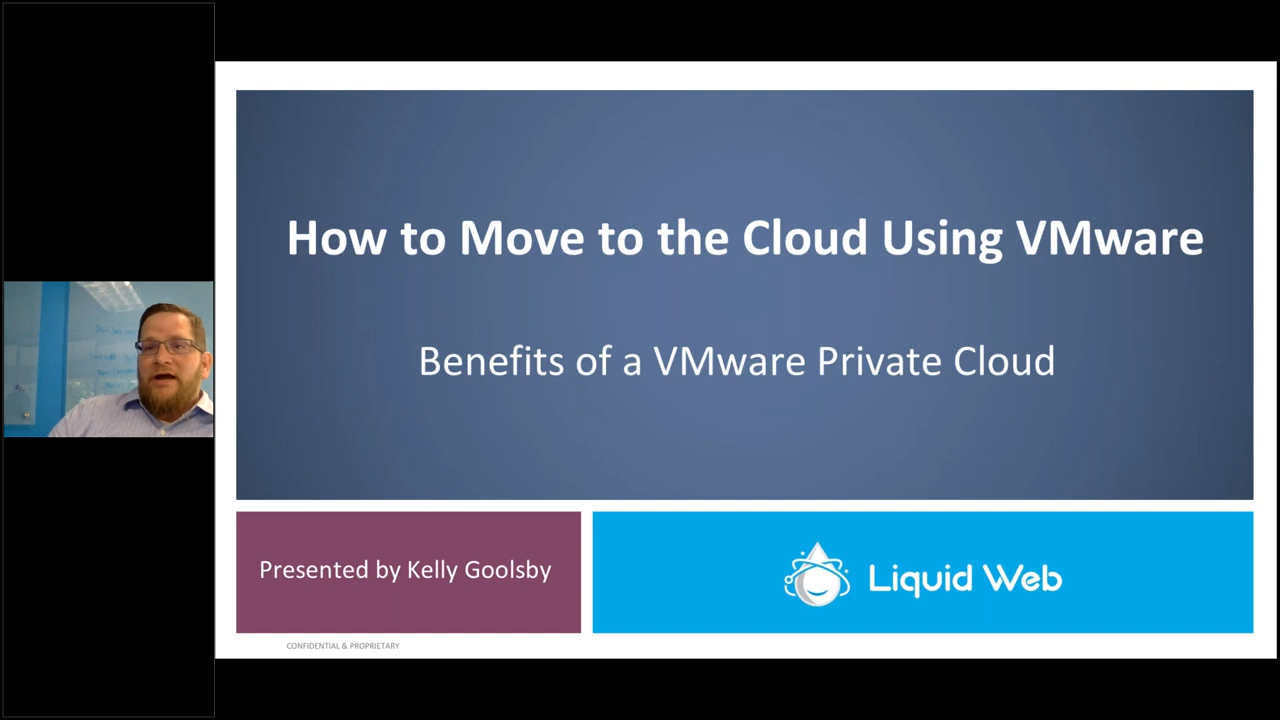 How to Move to the Cloud Using VMware
Benefits of a VMware Private Cloud
Presented by Kelly Goolsby
Liquid Web
CONFIDENTIAL & PROPRIETARY